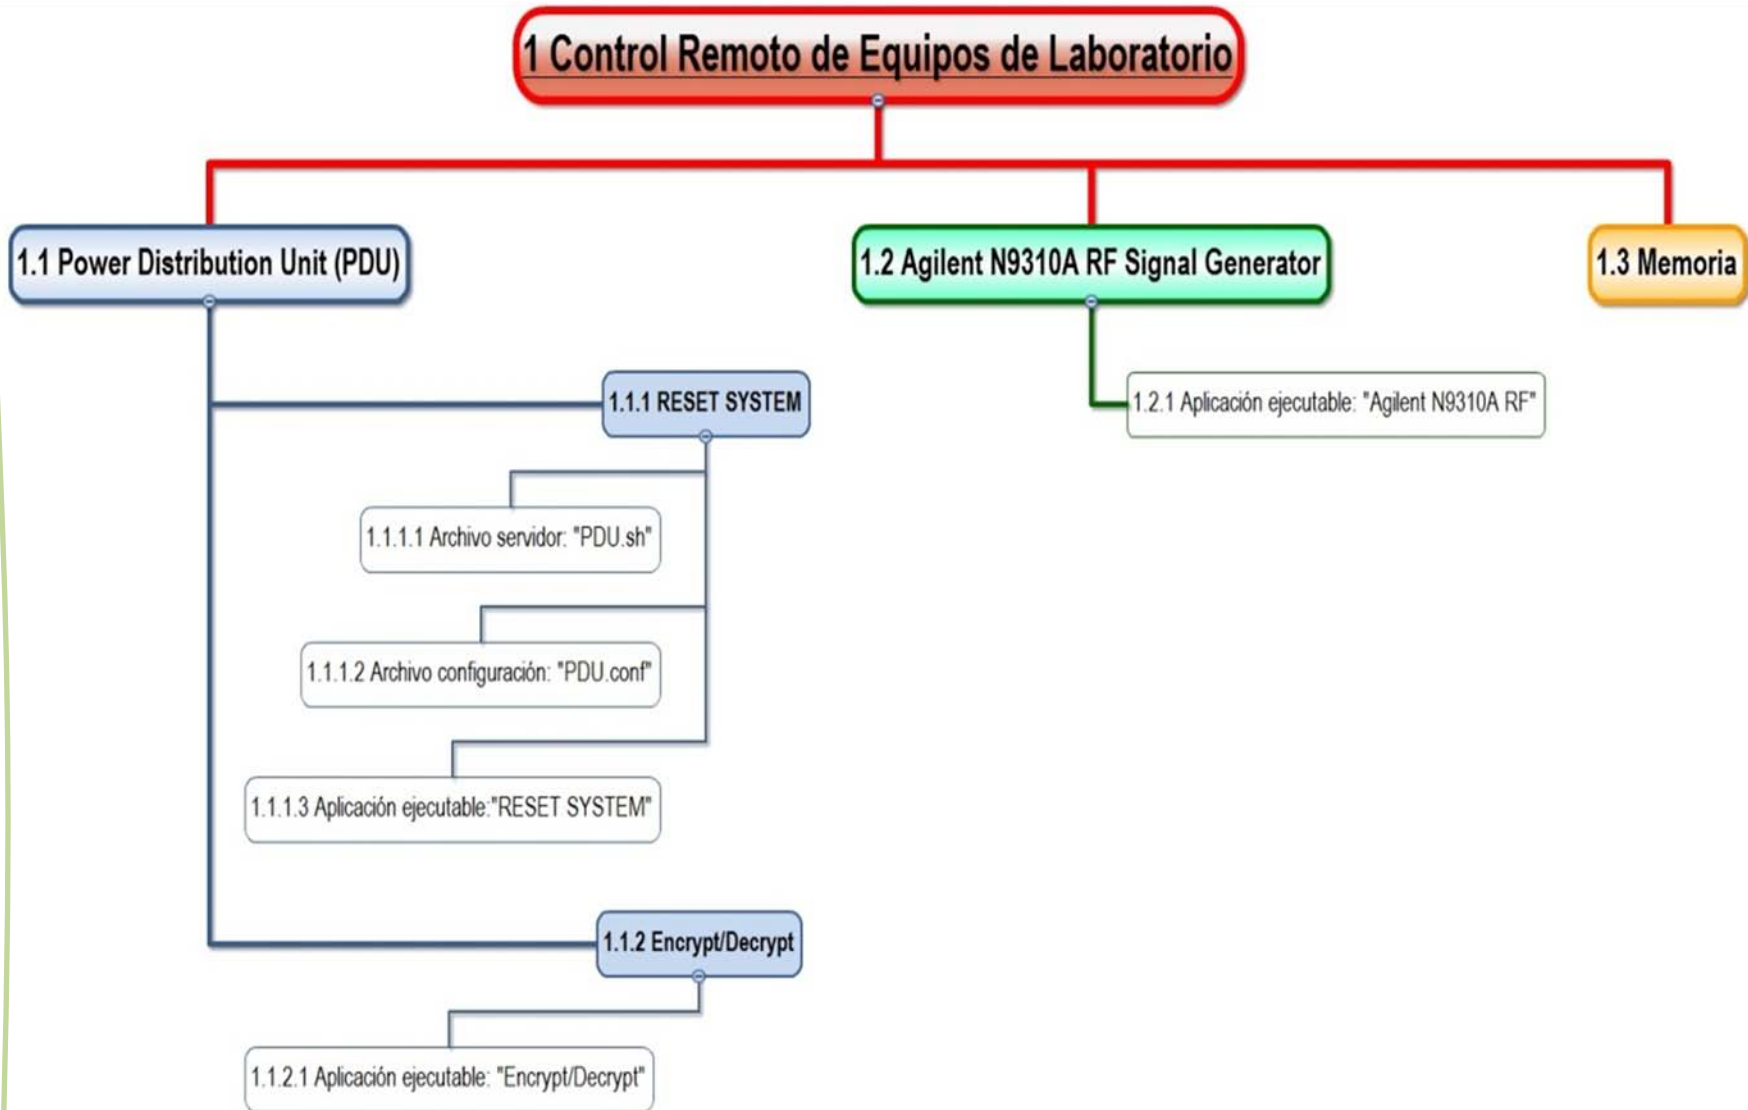 1 Control Remoto de Equipos de Laboratorio
1.1 Power Distribution Unit (PDU)
1.2 Agilent N9310A RF Signal Generator
1.3 Memoria
1.1.1 RESET SYSTEM
1.2.1 Aplicación ejecutable: "Agilent N9310A RF"
1.1.1.1 Archivo servidor: "PDU.sh"
1.1.1.2 Archivo configuración: "PDU.conf"
1.1.1.3 Aplicación ejecutable:"RESET SYSTEM"
1.1.2 Encrypt/Decrypt
1.1.2.1 Aplicación ejecutable: "Encrypt/Decrypt"